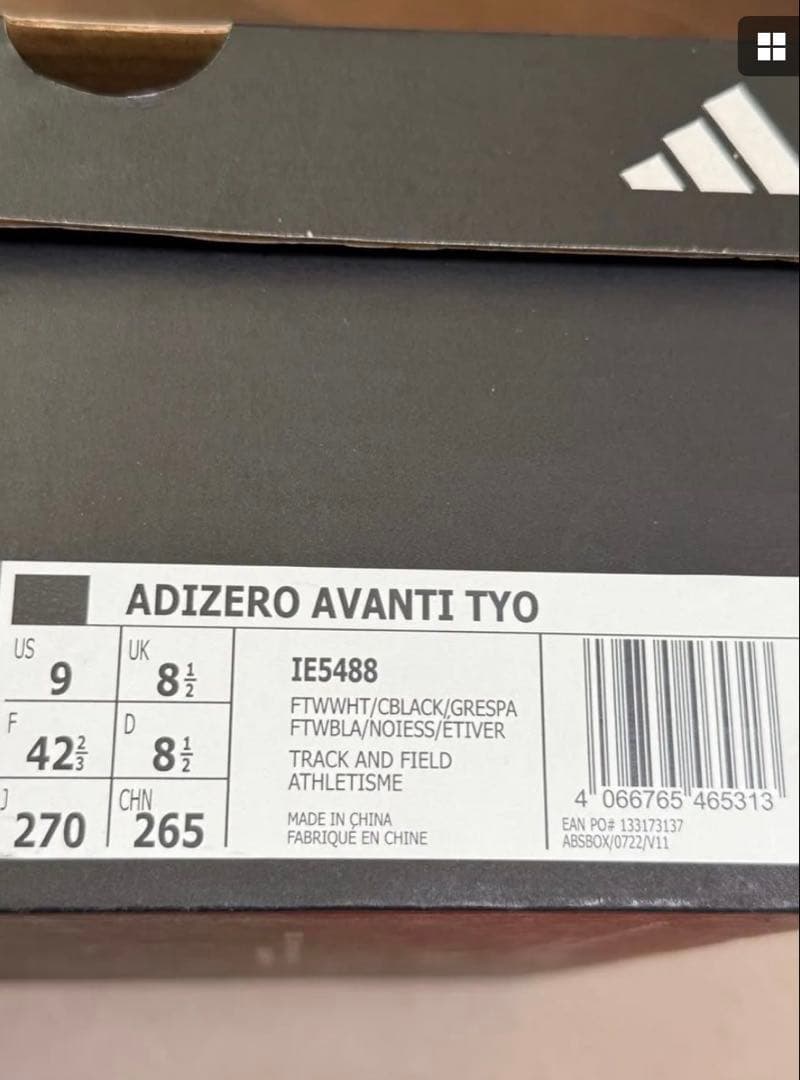 ADIZERO AVANTI TYO
US
9
UK
8½
F
42⅔
D
8½
J
270
CHN
265
IE5488
FTWWHT/CBLACK/GRESPA
FTWBLA/NOIESS/ÉTIVER
TRACK AND FIELD
ATHLETISME
MADE IN CHINA
FABRIQUÉ EN CHINE
4 066765 465313
EAN PO# 133173137
ABSBOX/0722/V11